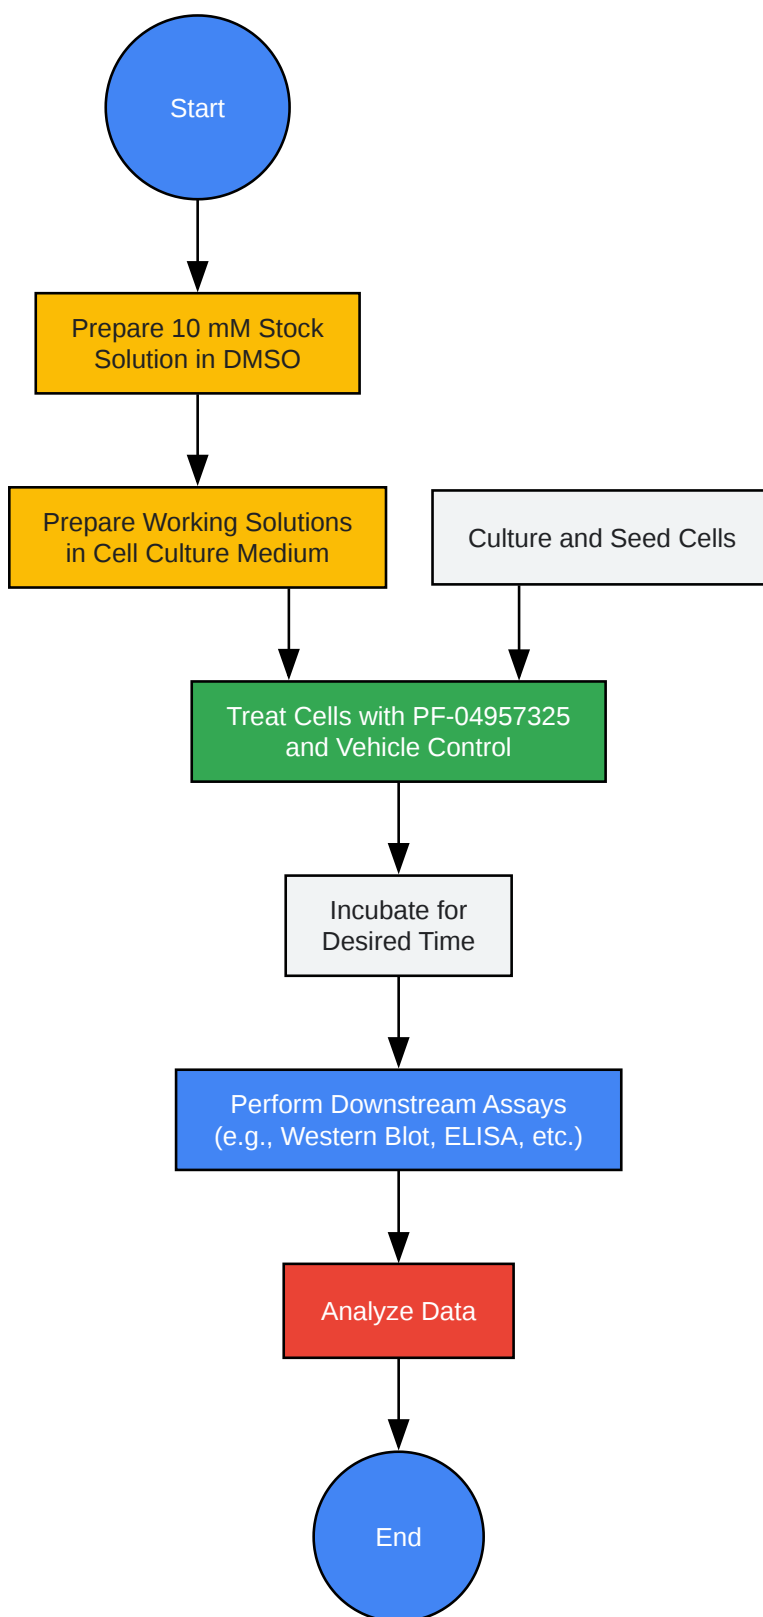 Start
Prepare 10 mM Stock
Solution in DMSO
Prepare Working Solutions
in Cell Culture Medium
Culture and Seed Cells
Treat Cells with PF-04957325
and Vehicle Control
Incubate for
Desired Time
Perform Downstream Assays
(e.g., Western Blot, ELISA, etc.)
Analyze Data
End